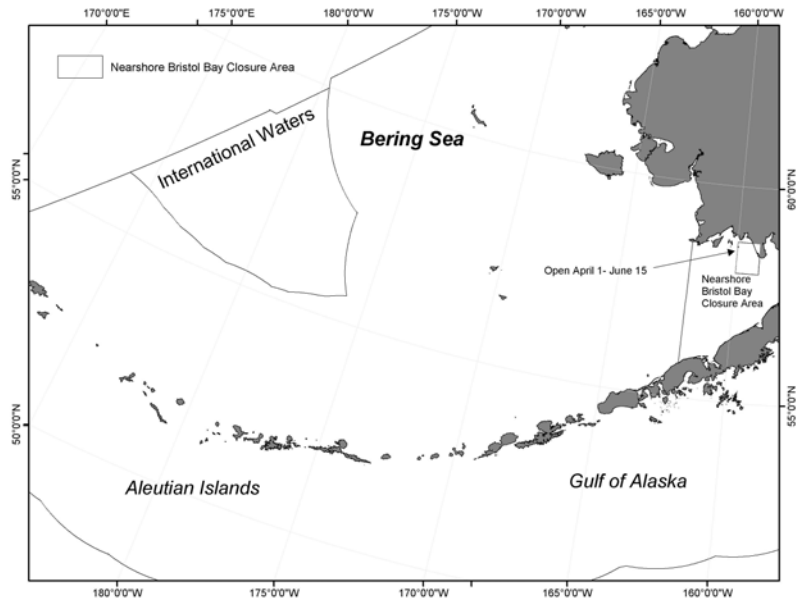 170°0'0"E 175°0'0"E 180°0'0"W 175°0'0"W 170°0'0"W 165°0'0"W 160°0'0"W
Nearshore Bristol Bay Closure Area
International Waters
Bering Sea
55°0'0"N
60°0'0"N
Open April 1- June 15
Nearshore
Bristol Bay
Closure Area
50°0'0"N
55°0'0"N
Aleutian Islands
Gulf of Alaska
180°0'0"W 175°0'0"W 170°0'0"W 165°0'0"W 160°0'0"W